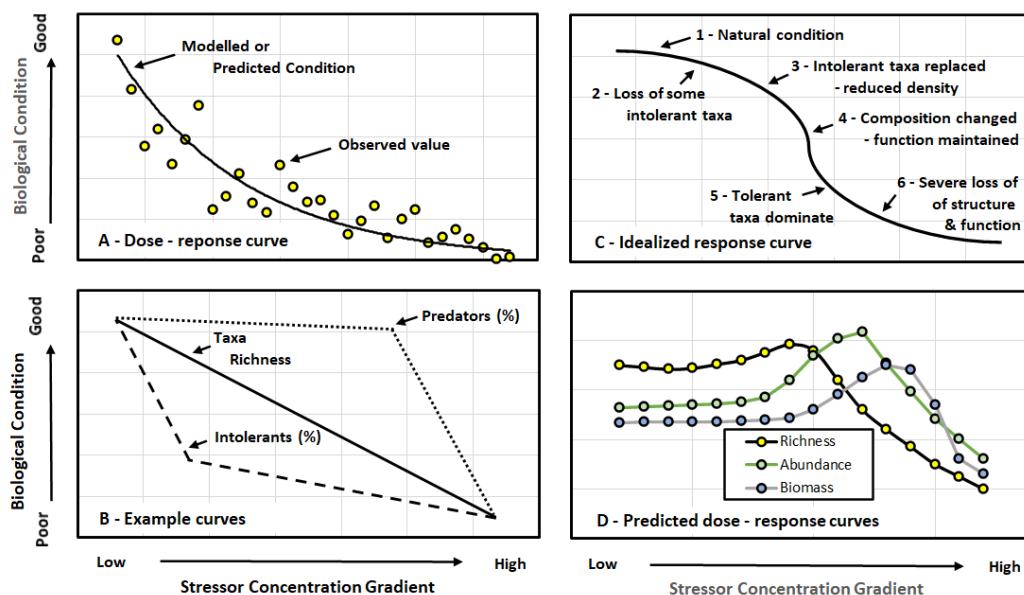 Good
Biological Condition
Poor
Modelled or
Predicted Condition
Observed value
A - Dose - reponse curve
1 - Natural condition
2 - Loss of some
intolerant taxa
3 - Intolerant taxa replaced
- reduced density
4 - Composition changed
- function maintained
5 - Tolerant
taxa dominate
6 - Severe loss
of structure
& function
C - Idealized response curve
Good
Biological Condition
Poor
Predators (%)
Taxa
Richness
Intolerants (%)
B - Example curves
Richness
Abundance
Biomass
D - Predicted dose - response curves
Low
High
Stressor Concentration Gradient
Low
High
Stressor Concentration Gradient